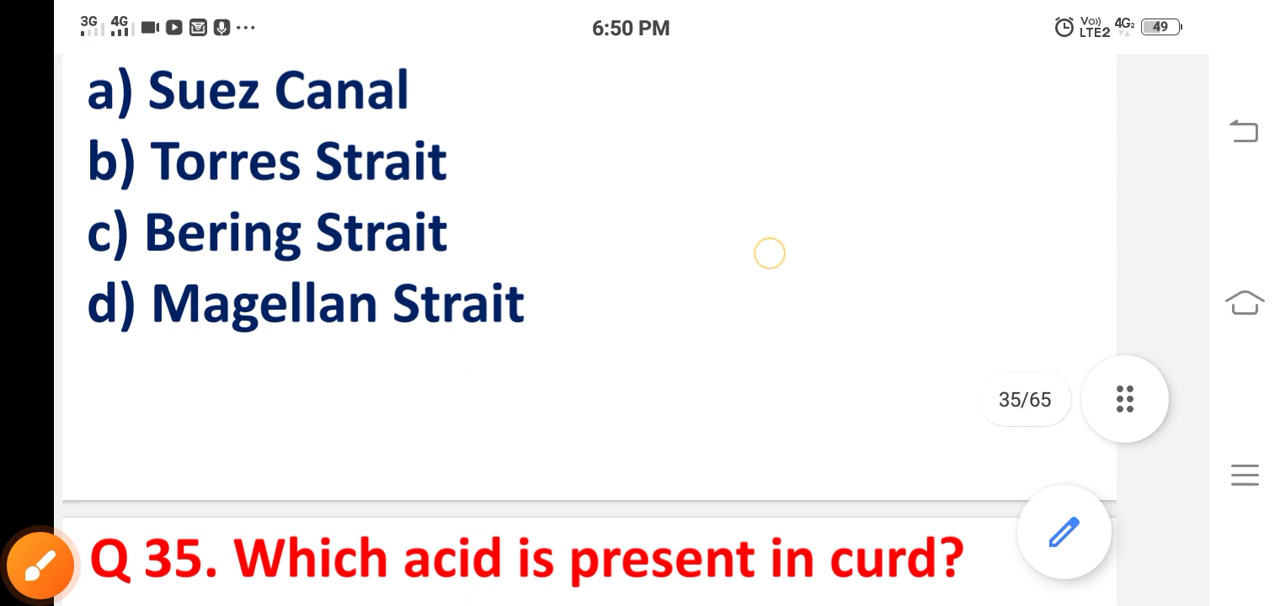 3G 4G 6:50 PM Vo) LTE2 4G2 49
a) Suez Canal
b) Torres Strait
c) Bering Strait
d) Magellan Strait
35/65
Q 35. Which acid is present in curd?